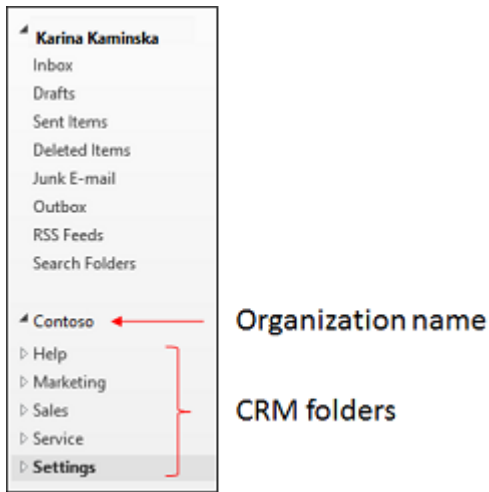 Karina Kaminska
Inbox
Drafts
Sent Items
Deleted Items
Junk E-mail
Outbox
RSS Feeds
Search Folders
Contoso
Organization name
Help
Marketing
Sales
CRM folders
Service
Settings